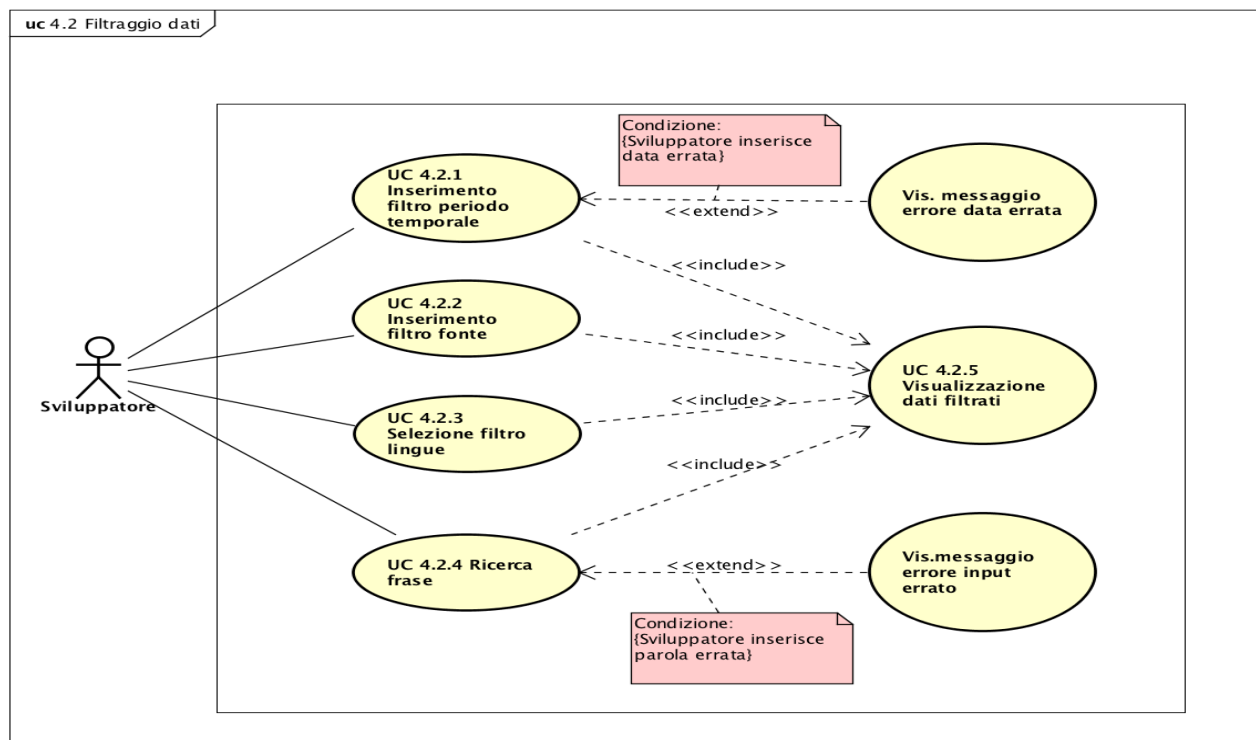 uc 4.2 Filtraggio dati
Condizione:
{Sviluppatore inserisce
data errata}
UC 4.2.1
Inserimento
filtro periodo
temporale
Vis. messaggio
errore data errata
<<extend>>
<<include>>
UC 4.2.2
Inserimento
filtro fonte
<<include>>
UC 4.2.5
Visualizzazione
dati filtrati
Sviluppatore
<<include>>
UC 4.2.3
Selezione filtro
lingue
<<include>>
UC 4.2.4 Ricerca
frase
<<extend>>
Vis.messaggio
errore input
errato
Condizione:
{Sviluppatore inserisce
parola errata}